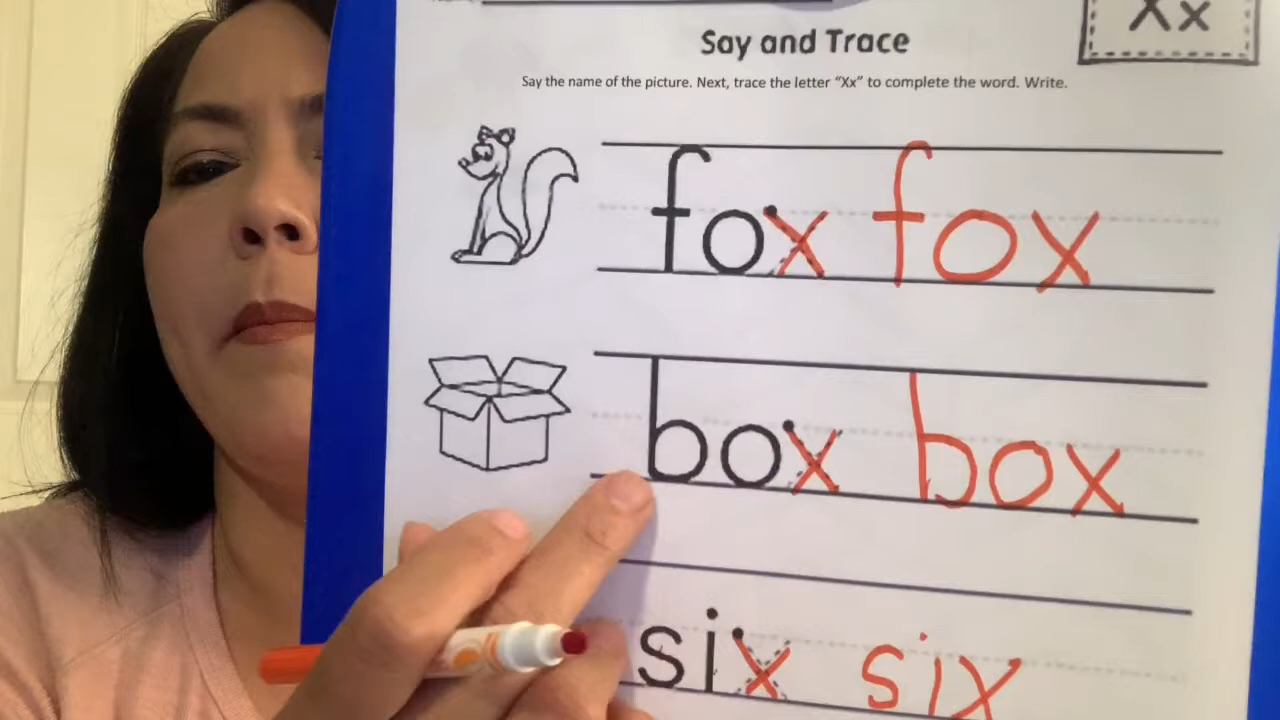 Xx
Say and Trace
Say the name of the picture. Next, trace the letter “Xx” to complete the word. Write.
fox fox
box box
six six